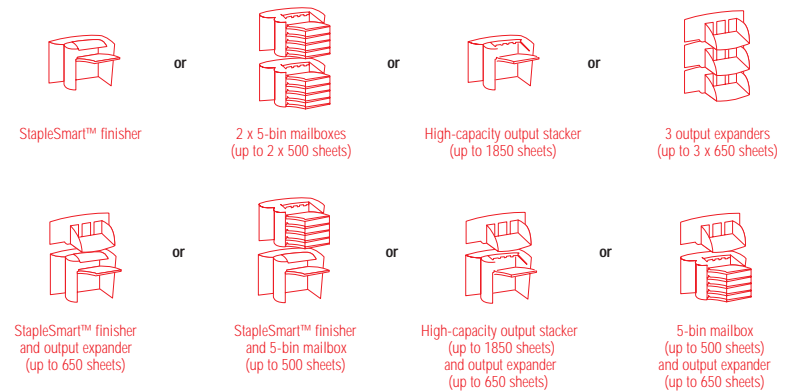 or
or
or
StapleSmart™ finisher
2 x 5-bin mailboxes
(up to 2 x 500 sheets)
High-capacity output stacker
(up to 1850 sheets)
3 output expanders
(up to 3 x 650 sheets)
or
or
or
StapleSmart™ finisher
and output expander
(up to 650 sheets)
StapleSmart™ finisher
and 5-bin mailbox
(up to 500 sheets)
High-capacity output stacker
(up to 1850 sheets)
and output expander
(up to 650 sheets)
5-bin mailbox
(up to 500 sheets)
and output expander
(up to 650 sheets)